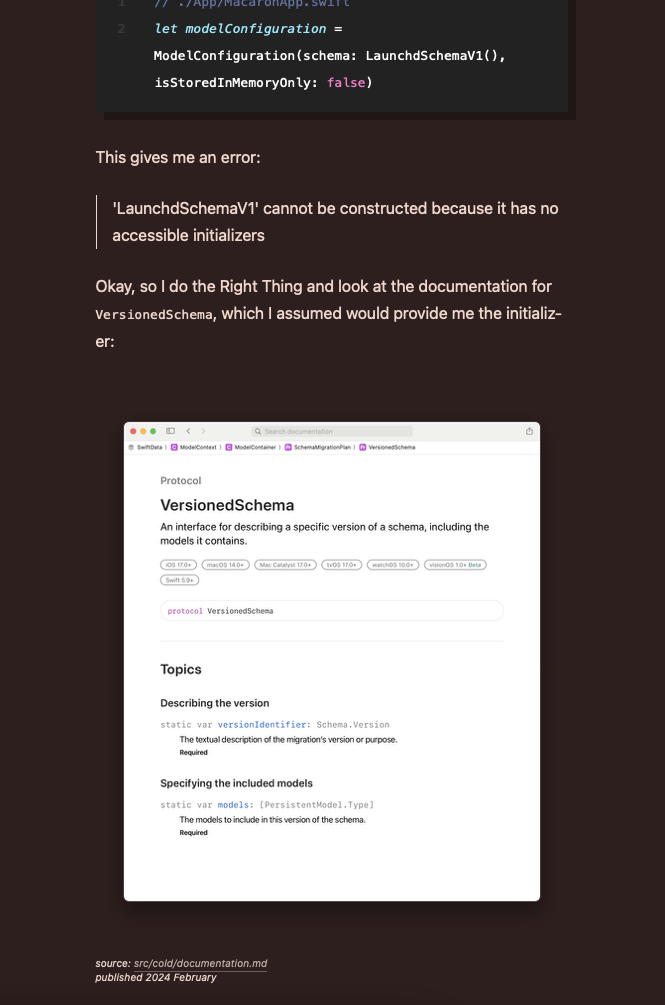 1 // ./App/MacaronApp.swift
2 let modelConfiguration =
ModelConfiguration(schema: LaunchdSchemaV1(),
isStoredInMemoryOnly: false)
This gives me an error:
'LaunchdSchemaV1' cannot be constructed because it has no
accessible initializers
Okay, so I do the Right Thing and look at the documentation for
VersionedSchema, which I assumed would provide me the initializ-
er:
Search documentation
SwiftData ⟩ C ModelContext ⟩ C ModelContainer ⟩ Pr SchemaMigrationPlan ⟩ Pr VersionedSchema
Protocol
VersionedSchema
An interface for describing a specific version of a schema, including the
models it contains.
iOS 17.0+ macOS 14.0+ Mac Catalyst 17.0+ tvOS 17.0+ watchOS 10.0+ visionOS 1.0+ Beta
Swift 5.9+
protocol VersionedSchema
Topics
Describing the version
static var versionIdentifier: Schema.Version
The textual description of the migration's version or purpose.
Required
Specifying the included models
static var models: [PersistentModel.Type]
The models to include in this version of the schema.
Required
source: src/cold/documentation.md
published 2024 February